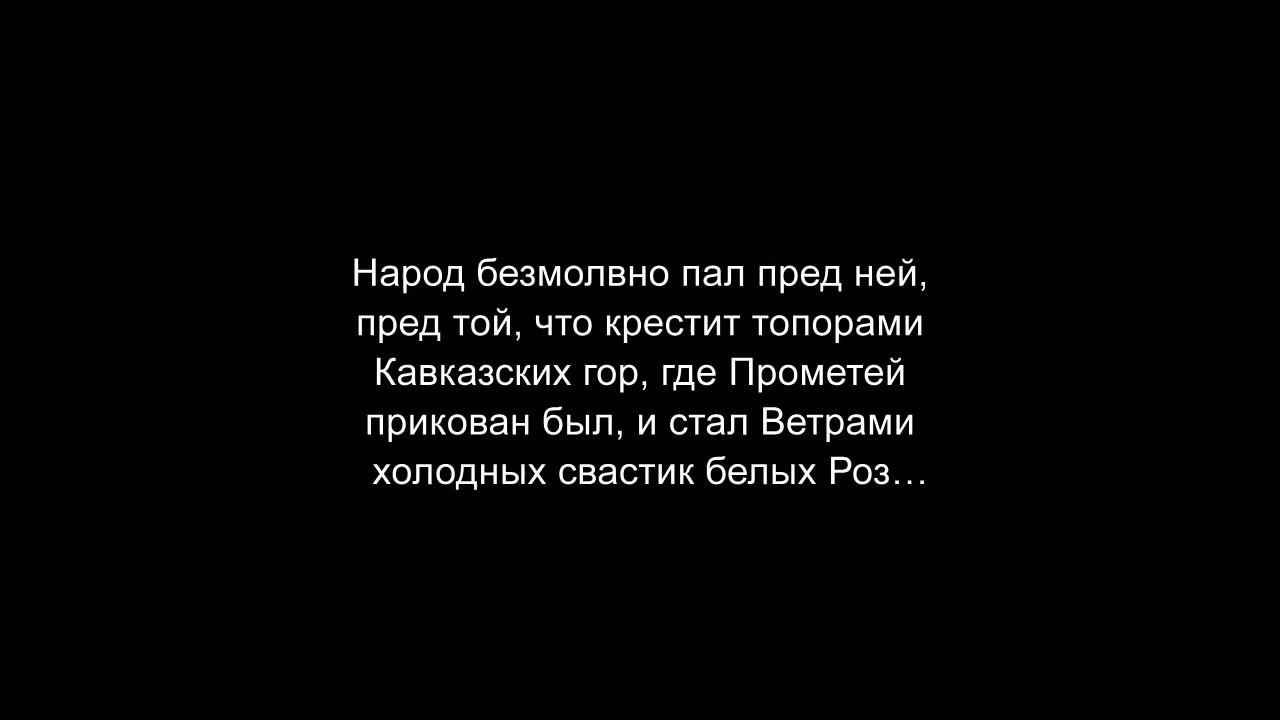 Народ безмолвно пал пред ней,
пред той, что крестит топорами
Кавказских гор, где Прометей
прикован был, и стал Ветрами
холодных свастик белых Роз…